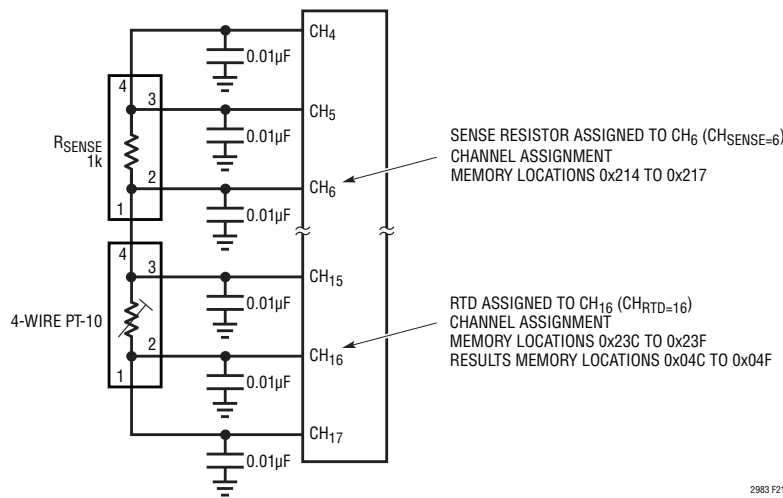 CH4
0.01µF
4
3
CH5
RSENSE
1k
0.01µF
2
CH6
1
0.01µF
SENSE RESISTOR ASSIGNED TO CH6 (CHSENSE=6)
CHANNEL ASSIGNMENT
MEMORY LOCATIONS 0x214 TO 0x217
4
3
CH15
4-WIRE PT-10
0.01µF
2
CH16
1
0.01µF
RTD ASSIGNED TO CH16 (CHRTD=16)
CHANNEL ASSIGNMENT
MEMORY LOCATIONS 0x23C TO 0x23F
RESULTS MEMORY LOCATIONS 0x04C TO 0x04F
CH17
0.01µF
2983 F21